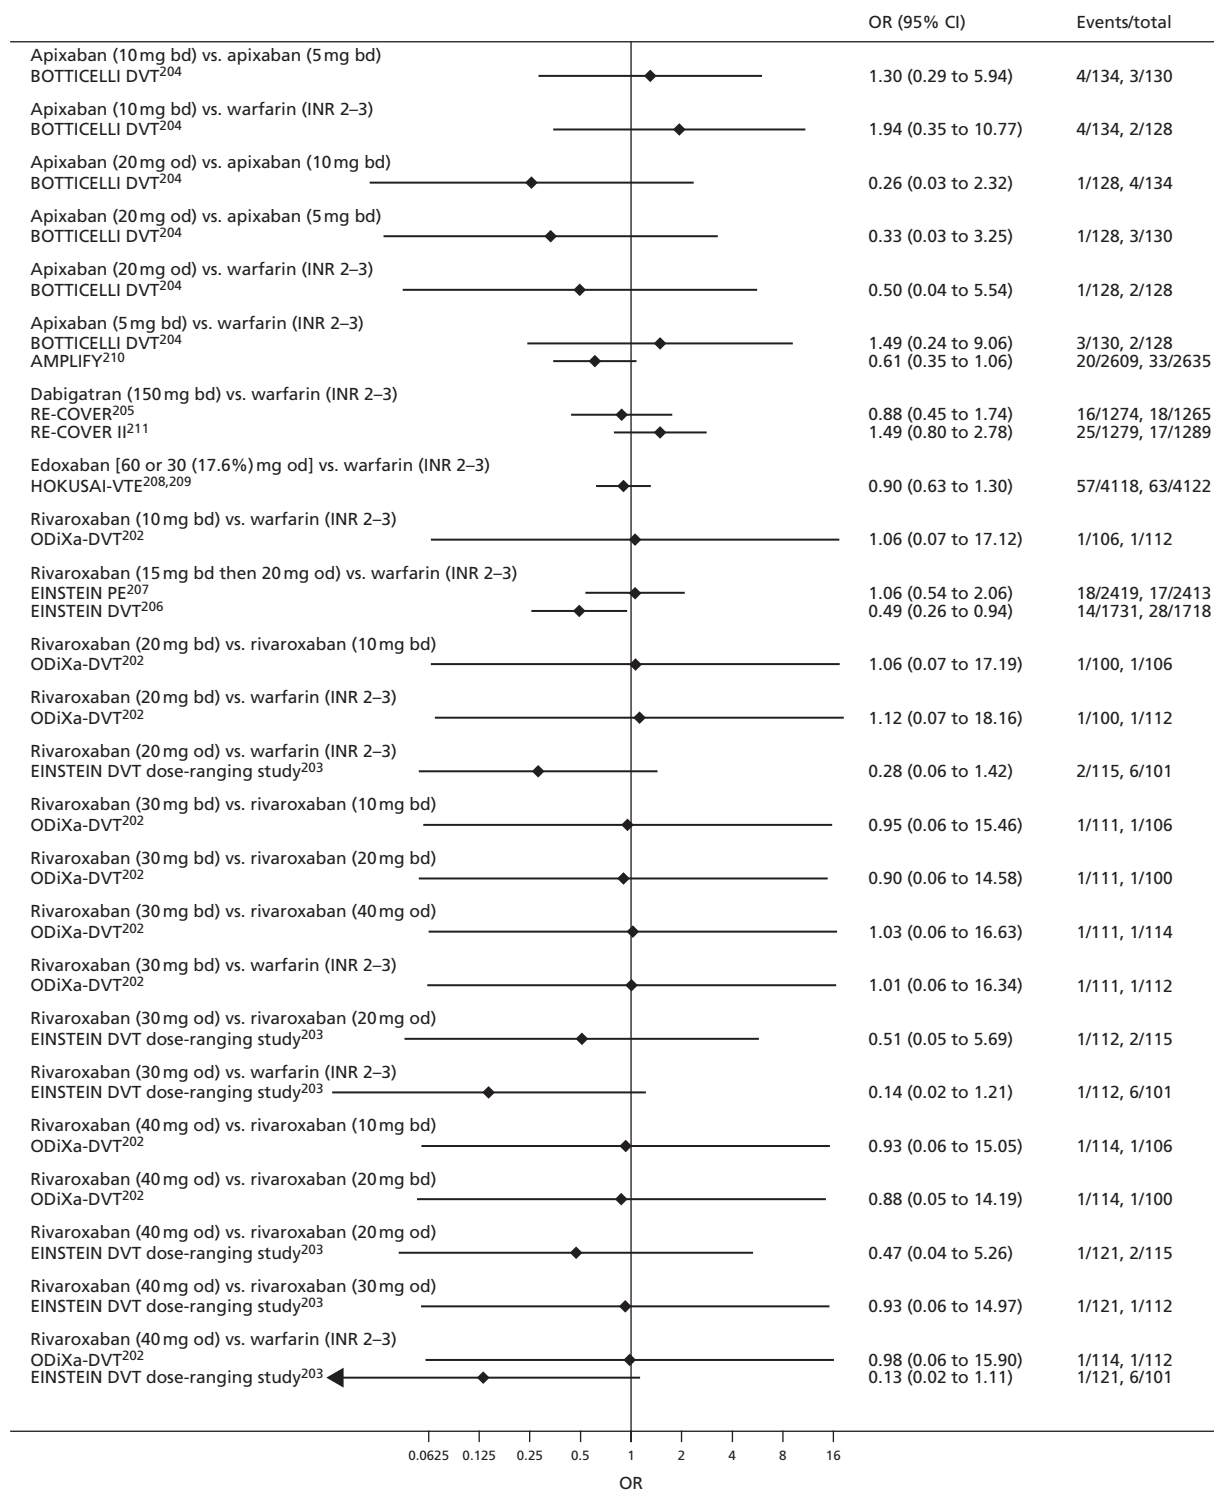 OR (95% CI) Events/total
Apixaban (10 mg bd) vs. apixaban (5 mg bd)
BOTTICELLI DVT204 1.30 (0.29 to 5.94) 4/134, 3/130
Apixaban (10 mg bd) vs. warfarin (INR 2–3)
BOTTICELLI DVT204 1.94 (0.35 to 10.77) 4/134, 2/128
Apixaban (20 mg od) vs. apixaban (10 mg bd)
BOTTICELLI DVT204 0.26 (0.03 to 2.32) 1/128, 4/134
Apixaban (20 mg od) vs. apixaban (5 mg bd)
BOTTICELLI DVT204 0.33 (0.03 to 3.25) 1/128, 3/130
Apixaban (20 mg od) vs. warfarin (INR 2–3)
BOTTICELLI DVT204 0.50 (0.04 to 5.54) 1/128, 2/128
Apixaban (5 mg bd) vs. warfarin (INR 2–3)
BOTTICELLI DVT204 1.49 (0.24 to 9.06) 3/130, 2/128
AMPLIFY210 0.61 (0.35 to 1.06) 20/2609, 33/2635
Dabigatran (150 mg bd) vs. warfarin (INR 2–3)
RE-COVER205 0.88 (0.45 to 1.74) 16/1274, 18/1265
RE-COVER II211 1.49 (0.80 to 2.78) 25/1279, 17/1289
Edoxaban [60 or 30 (17.6%) mg od] vs. warfarin (INR 2–3)
HOKUSAI-VTE208,209 0.90 (0.63 to 1.30) 57/4118, 63/4122
Rivaroxaban (10 mg bd) vs. warfarin (INR 2–3)
ODiXa-DVT202 1.06 (0.07 to 17.12) 1/106, 1/112
Rivaroxaban (15 mg bd then 20 mg od) vs. warfarin (INR 2–3)
EINSTEIN PE207 1.06 (0.54 to 2.06) 18/2419, 17/2413
EINSTEIN DVT206 0.49 (0.26 to 0.94) 14/1731, 28/1718
Rivaroxaban (20 mg bd) vs. rivaroxaban (10 mg bd)
ODiXa-DVT202 1.06 (0.07 to 17.19) 1/100, 1/106
Rivaroxaban (20 mg bd) vs. warfarin (INR 2–3)
ODiXa-DVT202 1.12 (0.07 to 18.16) 1/100, 1/112
Rivaroxaban (20 mg od) vs. warfarin (INR 2–3)
EINSTEIN DVT dose-ranging study203 0.28 (0.06 to 1.42) 2/115, 6/101
Rivaroxaban (30 mg bd) vs. rivaroxaban (10 mg bd)
ODiXa-DVT202 0.95 (0.06 to 15.46) 1/111, 1/106
Rivaroxaban (30 mg bd) vs. rivaroxaban (20 mg bd)
ODiXa-DVT202 0.90 (0.06 to 14.58) 1/111, 1/100
Rivaroxaban (30 mg bd) vs. rivaroxaban (40 mg od)
ODiXa-DVT202 1.03 (0.06 to 16.63) 1/111, 1/114
Rivaroxaban (30 mg bd) vs. warfarin (INR 2–3)
ODiXa-DVT202 1.01 (0.06 to 16.34) 1/111, 1/112
Rivaroxaban (30 mg od) vs. rivaroxaban (20 mg od)
EINSTEIN DVT dose-ranging study203 0.51 (0.05 to 5.69) 1/112, 2/115
Rivaroxaban (30 mg od) vs. warfarin (INR 2–3)
EINSTEIN DVT dose-ranging study203 0.14 (0.02 to 1.21) 1/112, 6/101
Rivaroxaban (40 mg od) vs. rivaroxaban (10 mg bd)
ODiXa-DVT202 0.93 (0.06 to 15.05) 1/114, 1/106
Rivaroxaban (40 mg od) vs. rivaroxaban (20 mg bd)
ODiXa-DVT202 0.88 (0.05 to 14.19) 1/114, 1/100
Rivaroxaban (40 mg od) vs. rivaroxaban (20 mg od)
EINSTEIN DVT dose-ranging study203 0.47 (0.04 to 5.26) 1/121, 2/115
Rivaroxaban (40 mg od) vs. rivaroxaban (30 mg od)
EINSTEIN DVT dose-ranging study203 0.93 (0.06 to 14.97) 1/121, 1/112
Rivaroxaban (40 mg od) vs. warfarin (INR 2–3)
ODiXa-DVT202 0.98 (0.06 to 15.90) 1/114, 1/112
EINSTEIN DVT dose-ranging study203 0.13 (0.02 to 1.11) 1/121, 6/101
0.0625 0.125 0.25 0.5 1 2 4 8 16
OR